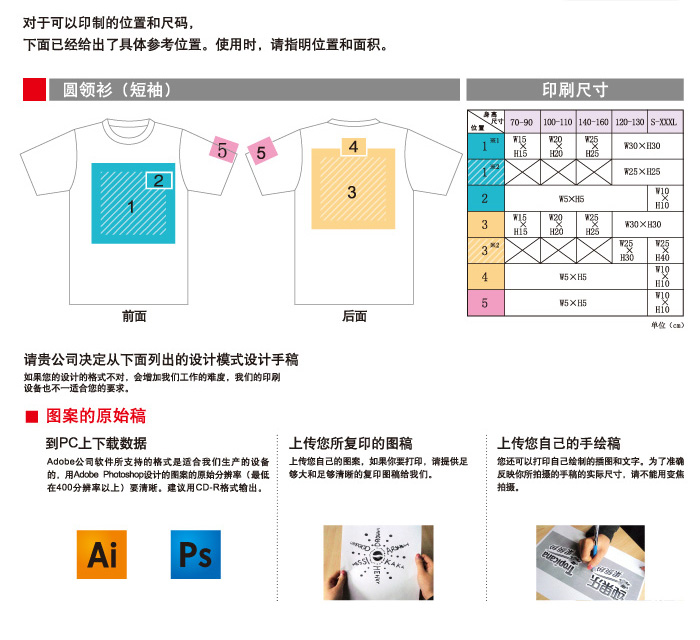 对于可以印制的位置和尺码，
下面已经给出了具体参考位置。使用时，请指明位置和面积。
圆领衫（短袖）
印刷尺寸
1
2
5
前面
5
4
3
后面
身高 尺寸 位置 70-90 100-110 140-160 120-130 S-XXXL
1※1 W15×H15 W20×H20 W25×H25 W30×H30
1※2 W25×H25
2 W5×H5 W10×H10
3 W15×H15 W20×H20 W25×H25 W30×H30
3※2 W25×H30 W25×H40
4 W5×H5 W10×H10
5 W5×H5 W10×H10
单位（cm）
请贵公司决定从下面列出的设计模式设计手稿
如果您的设计的格式不对，会增加我们工作的难度，我们的印刷
设备也不一适合您的要求。
图案的原始稿
到PC上下载数据
Adobe公司软件所支持的格式是适合我们生产的设备
的，用Adobe Photoshop设计的图案的原始分辨率（最低
在400分辨率以上）要清晰。建议用CD-R格式输出。
Ai
Ps
上传您所复印的图稿
上传您自己的图案，如果你要打印，请提供足
够大和足够清晰的复印图稿给我们。
上传您自己的手绘稿
您还可以打印自己绘制的插图和文字。为了准确
反映你所拍摄的手稿的实际尺寸，请不能用变焦
拍摄。
Tropicana
纯果乐